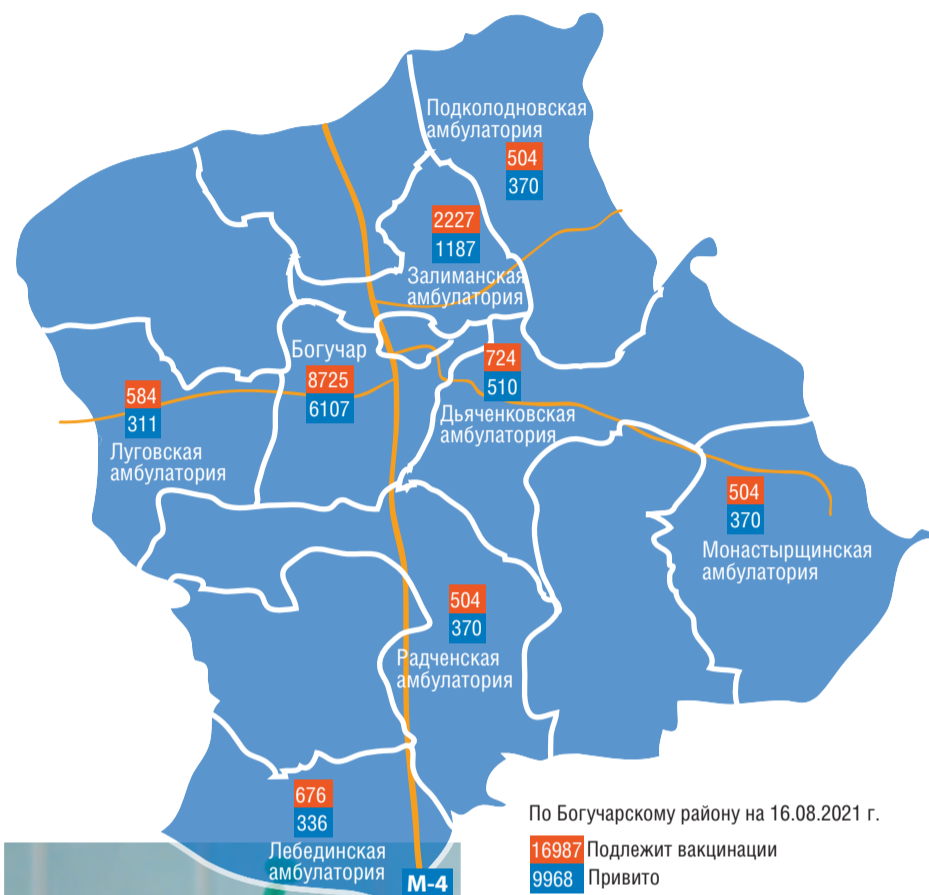 Подколодновская
амбулатория
504
370
2227
1187
Залиманская
амбулатория
Богучар
8725
6107
724
510
Дьяченковская
амбулатория
584
311
Луговская
амбулатория
504
370
Монастырщинская
амбулатория
504
370
Радченская
амбулатория
676
336
Лебединская
амбулатория
М-4
По Богучарскому району на 16.08.2021 г.
16987 Подлежит вакцинации
9968 Привито